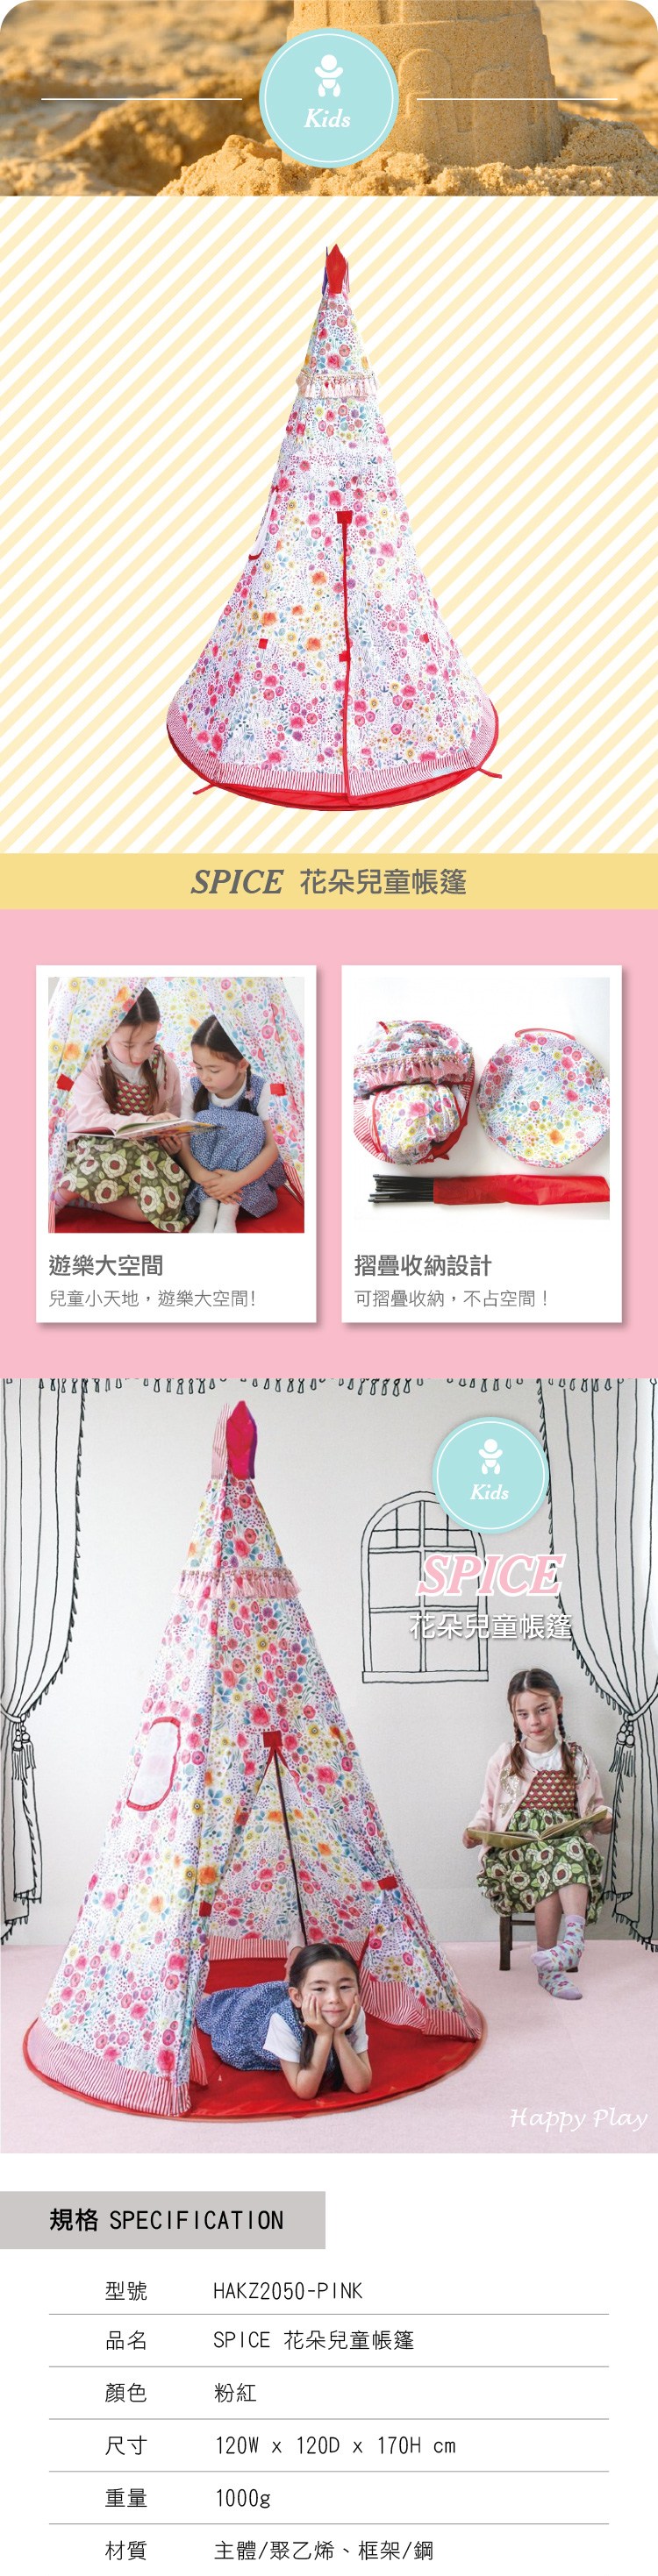 Kids
SPICE 花朵兒童帳篷
遊樂大空間
兒童小天地，遊樂大空間!
摺疊收納設計
可摺疊收納，不占空間！
Kids
SPICE
花朵兒童帳篷
Happy Play
規格 SPECIFICATION
型號 HAKZ2050-PINK
品名 SPICE 花朵兒童帳篷
顏色 粉紅
尺寸 120W x 120D x 170H cm
重量 1000g
材質 主體/聚乙烯、框架/鋼